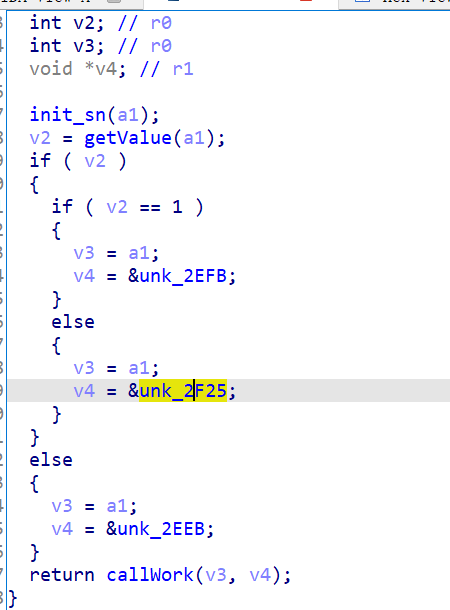 int v2; // r0
int v3; // r0
void *v4; // r1
init_sn(a1);
v2 = getValue(a1);
if ( v2 )
{
if ( v2 == 1 )
{
v3 = a1;
v4 = &unk_2EFB;
}
else
{
v3 = a1;
v4 = &unk_2F25;
}
}
else
{
v3 = a1;
v4 = &unk_2EEB;
}
return callWork(v3, v4);
}